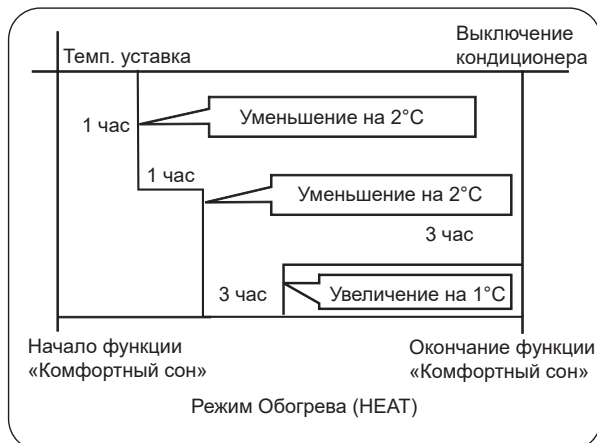 Темп. уставка
Выключение
кондиционера
1 час
Уменьшение на 2°C
1 час
Уменьшение на 2°C
3 час
3 час
Увеличение на 1°C
Начало функции
«Комфортный сон»
Окончание функции
«Комфортный сон»
Режим Обогрева (HEAT)